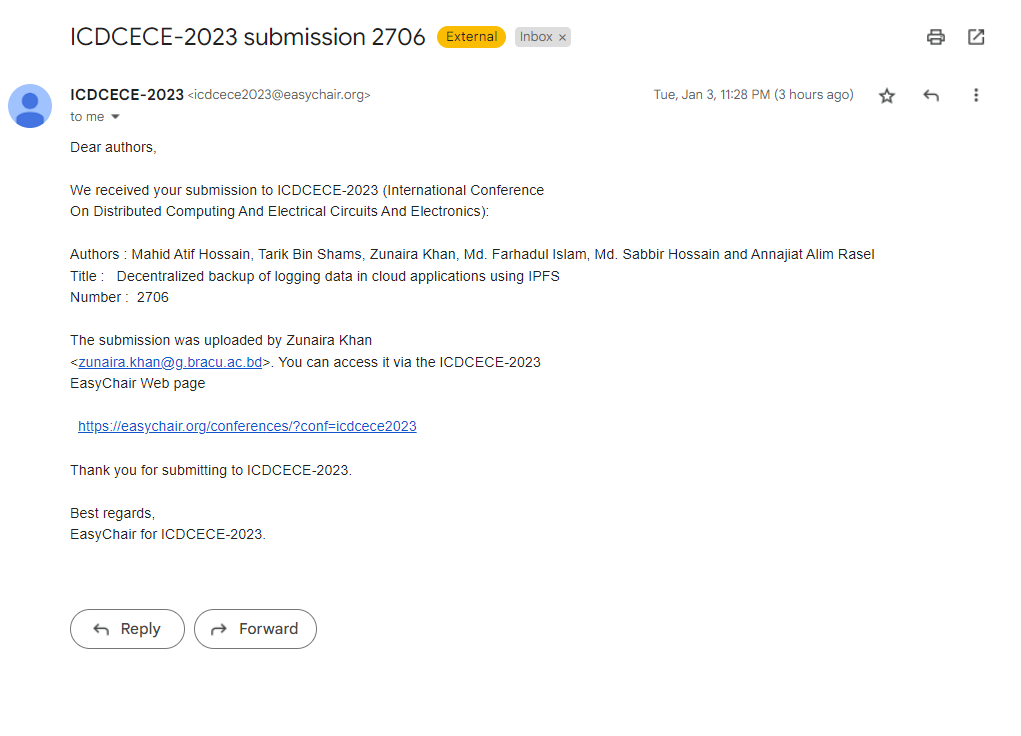 ICDCECE-2023 submission 2706 External Inbox ×
ICDCECE-2023 <icdcece2023@easychair.org> Tue, Jan 3, 11:28 PM (3 hours ago)
to me
Dear authors,
We received your submission to ICDCECE-2023 (International Conference
On Distributed Computing And Electrical Circuits And Electronics):
Authors : Mahid Atif Hossain, Tarik Bin Shams, Zunaira Khan, Md. Farhadul Islam, Md. Sabbir Hossain and Annajiat Alim Rasel
Title : Decentralized backup of logging data in cloud applications using IPFS
Number : 2706
The submission was uploaded by Zunaira Khan
<zunaira.khan@g.bracu.ac.bd>. You can access it via the ICDCECE-2023
EasyChair Web page
https://easychair.org/conferences/?conf=icdcece2023
Thank you for submitting to ICDCECE-2023.
Best regards,
EasyChair for ICDCECE-2023.
Reply Forward